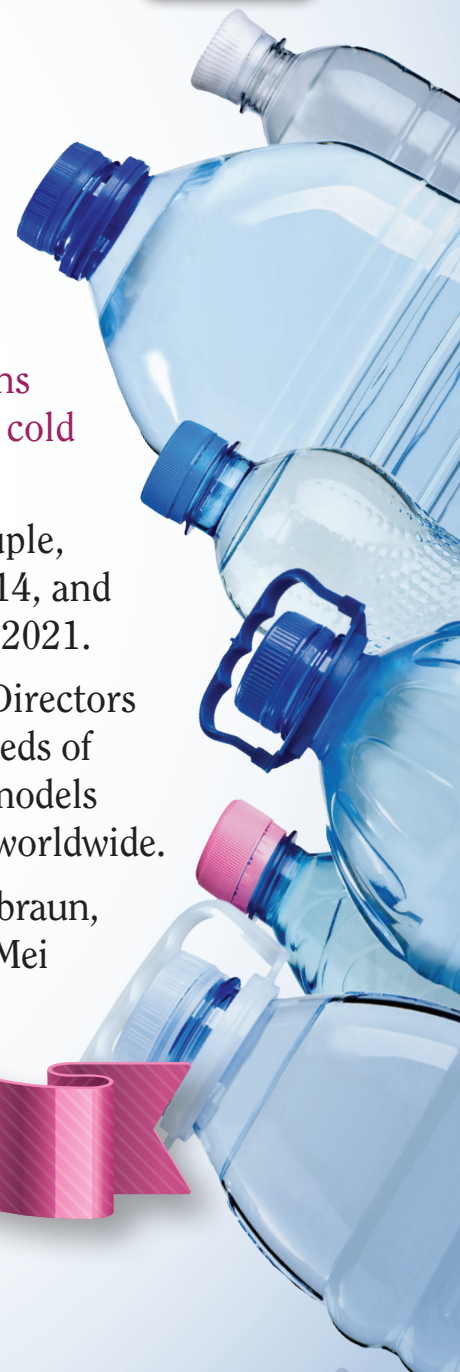 ns
cold
uple,
14, and
2021.
Directors
eds of
models
worldwide.
braun,
Mei